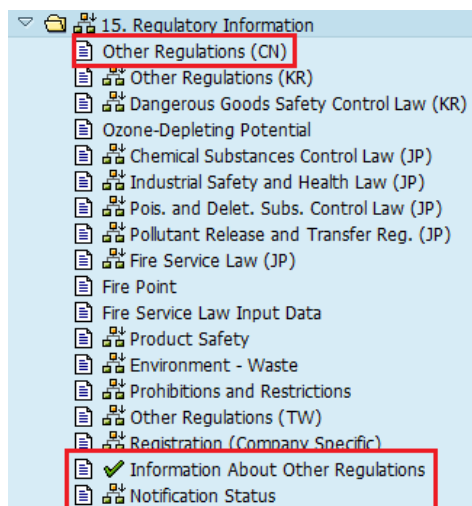 15. Regulatory Information
Other Regulations (CN)
Other Regulations (KR)
Dangerous Goods Safety Control Law (KR)
Ozone-Depleting Potential
Chemical Substances Control Law (JP)
Industrial Safety and Health Law (JP)
Pois. and Delet. Subs. Control Law (JP)
Pollutant Release and Transfer Reg. (JP)
Fire Service Law (JP)
Fire Point
Fire Service Law Input Data
Product Safety
Environment - Waste
Prohibitions and Restrictions
Other Regulations (TW)
Registration (Company Specific)
Information About Other Regulations
Notification Status